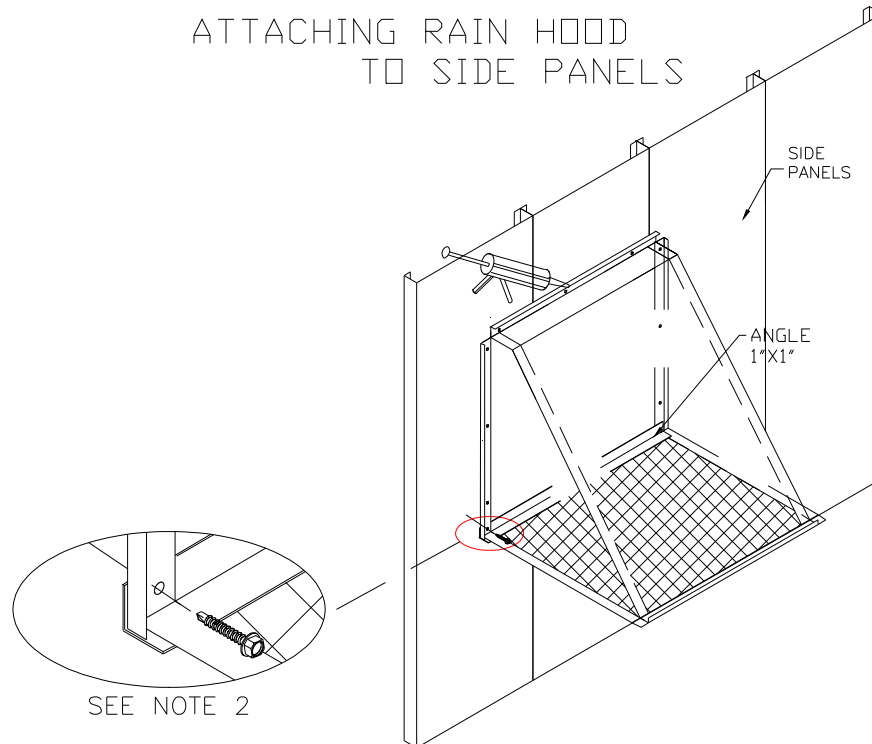 ATTACHING RAIN HOOD
TO SIDE PANELS
SIDE
PANELS
ANGLE
1"X1"
SEE NOTE 2